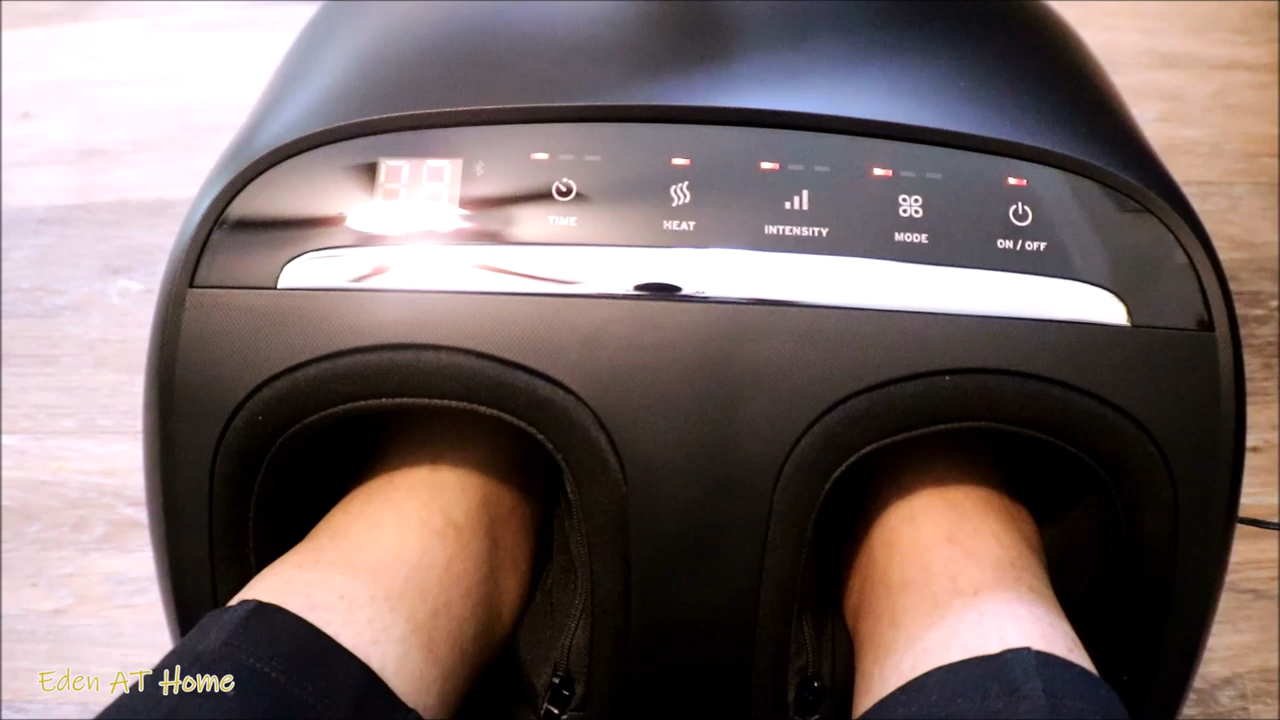 TIME
HEAT
INTENSITY
MODE
ON / OFF
Eden AT Home